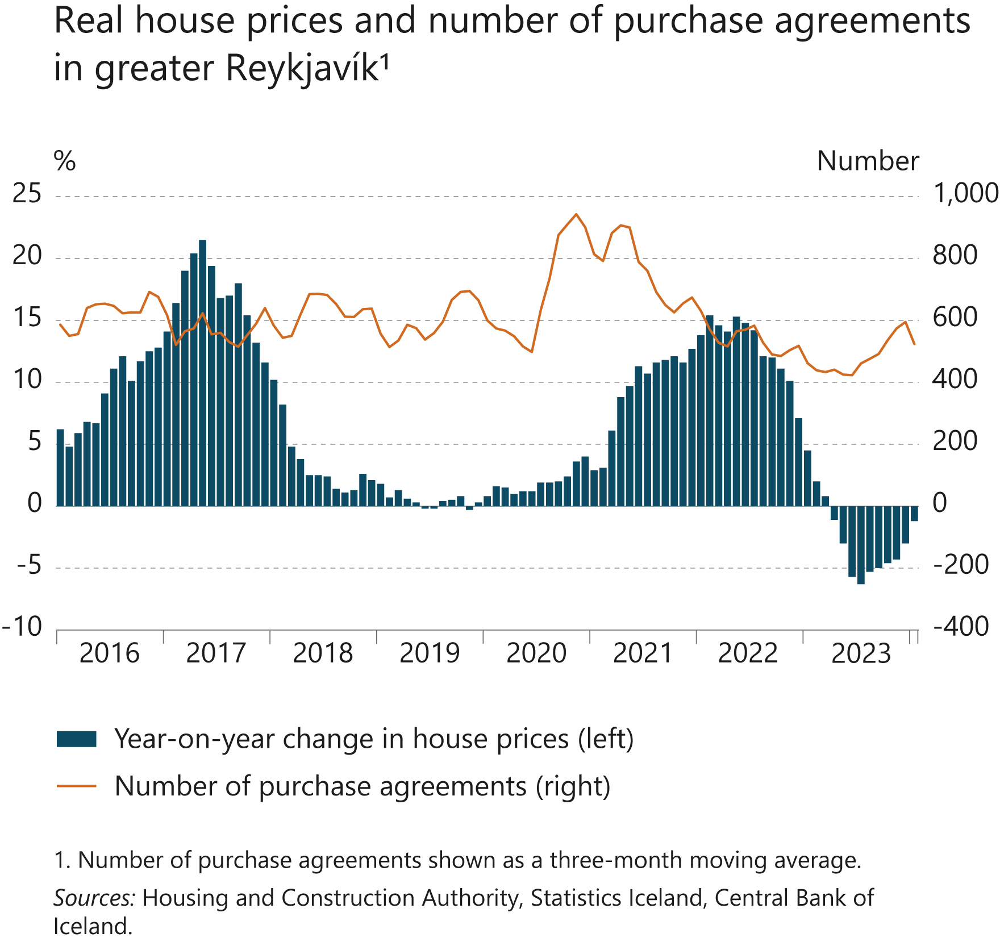 Real house prices and number of purchase agreements
in greater Reykjavík¹
% Number
25 1,000
20 800
15 600
10 400
5 200
0 0
-5 -200
-10 -400
2016 2017 2018 2019 2020 2021 2022 2023
Year-on-year change in house prices (left)
Number of purchase agreements (right)
1. Number of purchase agreements shown as a three-month moving average.
Sources: Housing and Construction Authority, Statistics Iceland, Central Bank of
Iceland.